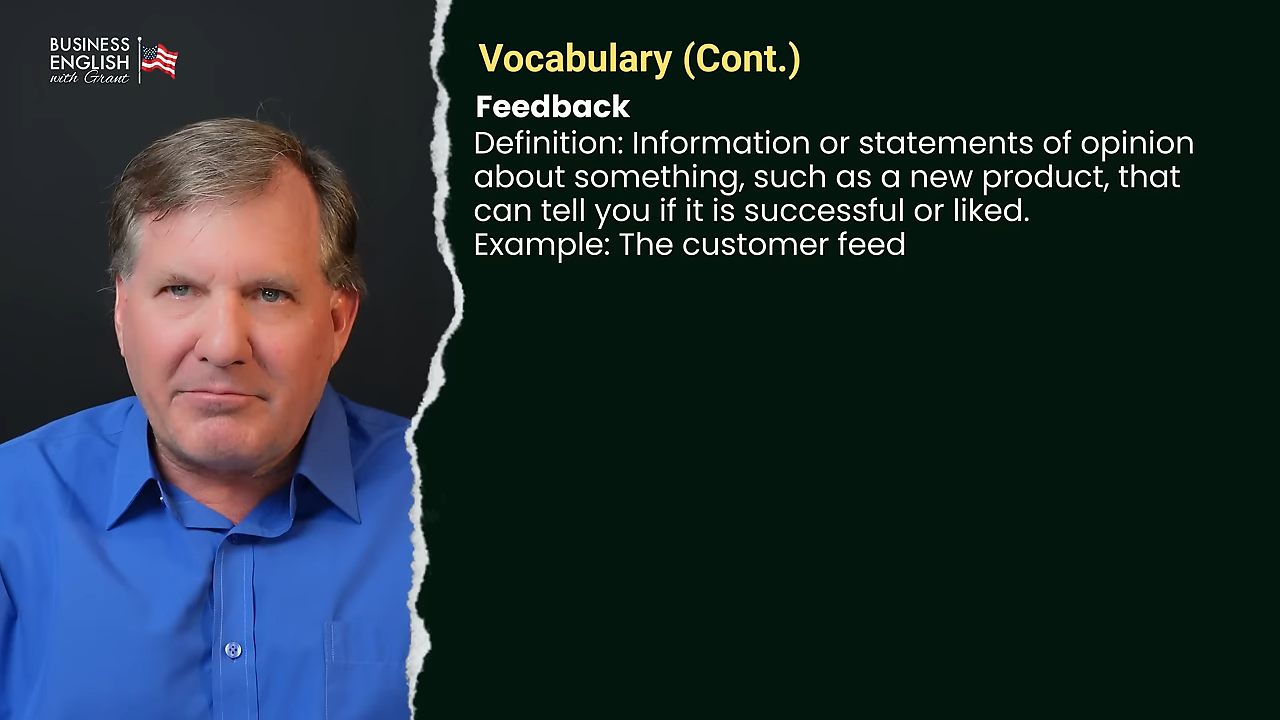 BUSINESS
ENGLISH
with Grant
Vocabulary (Cont.)
Feedback
Definition: Information or statements of opinion
about something, such as a new product, that
can tell you if it is successful or liked.
Example: The customer feed